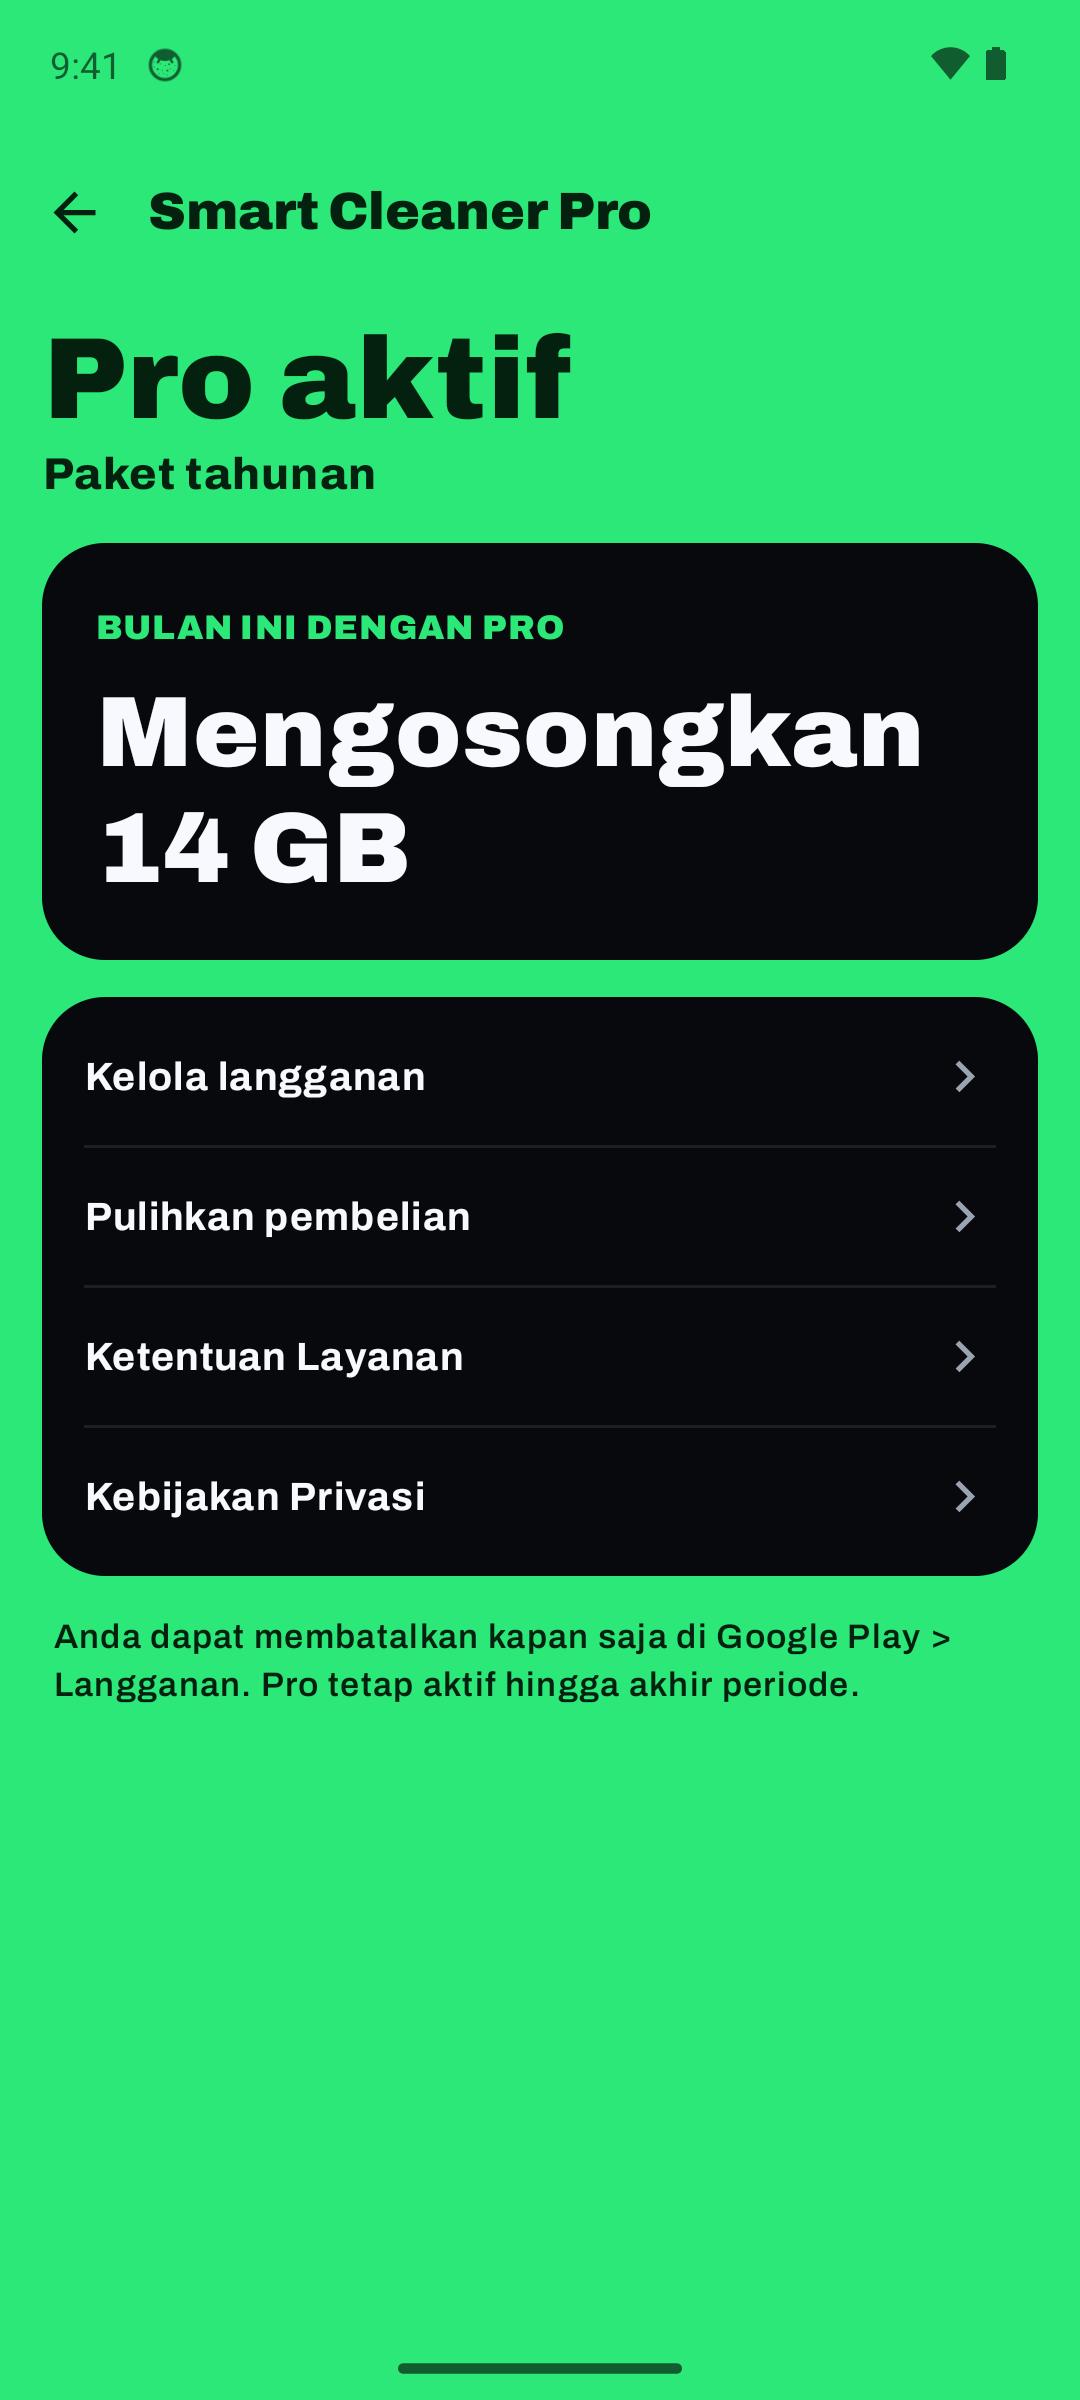 9:41
Smart Cleaner Pro
Pro aktif
Paket tahunan
BULAN INI DENGAN PRO
Mengosongkan
14 GB
Kelola langganan
Pulihkan pembelian
Ketentuan Layanan
Kebijakan Privasi
Anda dapat membatalkan kapan saja di Google Play >
Langganan. Pro tetap aktif hingga akhir periode.